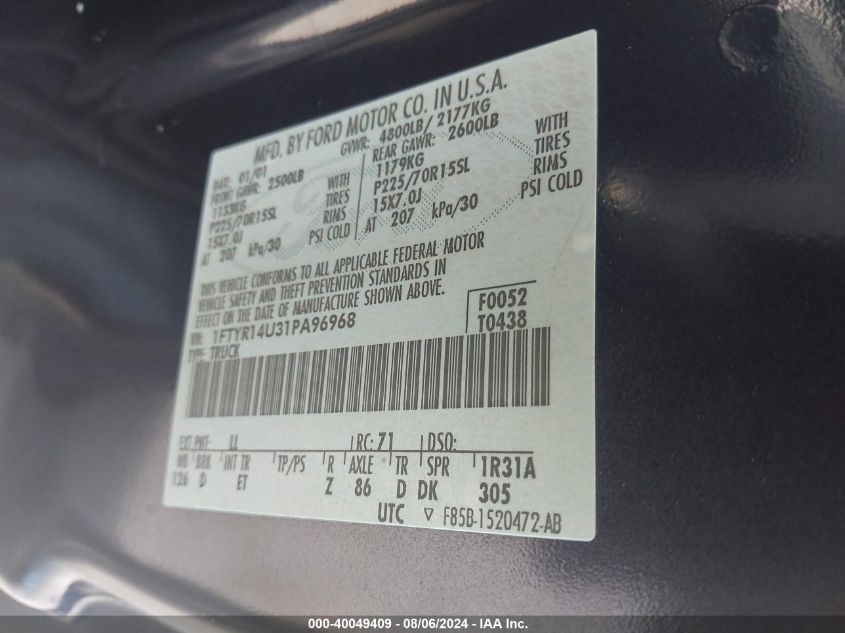 MFD. BY FORD MOTOR CO. IN U.S.A.
DATE: 01/01 GVWR: 4800LB/ 2177KG
FRONT GAWR: 2500LB REAR GAWR: 2600LB
1133KG WITH 1179KG WITH
P225/70R15SL TIRES P225/70R15SL TIRES
15X7.0J RIMS 15X7.0J RIMS
AT 207 kPa/30 PSI COLD AT 207 kPa/30 PSI COLD
THIS VEHICLE CONFORMS TO ALL APPLICABLE FEDERAL MOTOR
VEHICLE SAFETY AND THEFT PREVENTION STANDARDS IN
EFFECT ON THE DATE OF MANUFACTURE SHOWN ABOVE.
VIN: 1FTYR14U31PA96968 F0052
TYPE: TRUCK T0438
EXT PNT: LL RC: 71 DSO:
WB BRK INT TR TP/PS R AXLE TR SPR 1R31A
126 D ET Z 86 D DK 305
UTC ▽ F85B-1520472-AB
000-40049409 - 08/06/2024 - IAA Inc.